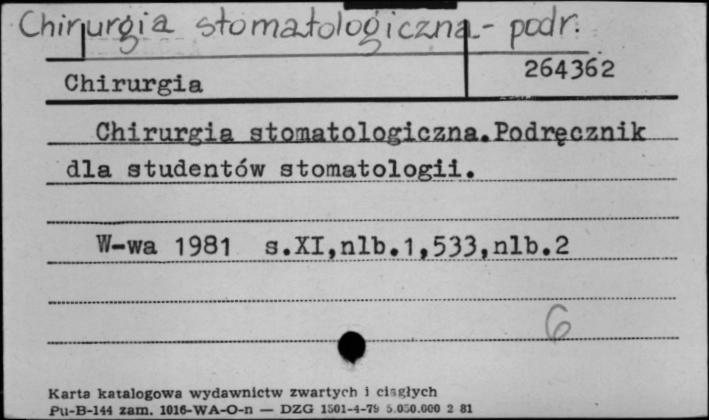 Chirurgia stomatologiczna - podr.
264362
Chirurgia
Chirurgia stomatologiczna.Podręcznik
dla studentów stomatologii.
W-wa 1981 s.XI,nlb.1,533,nlb.2
6
Karta katalogowa wydawnictw zwartych i ciągłych
Pu-B-144 zam. 1016-WA-O-n — DZG 1501-4-79 5.050.000 2 81